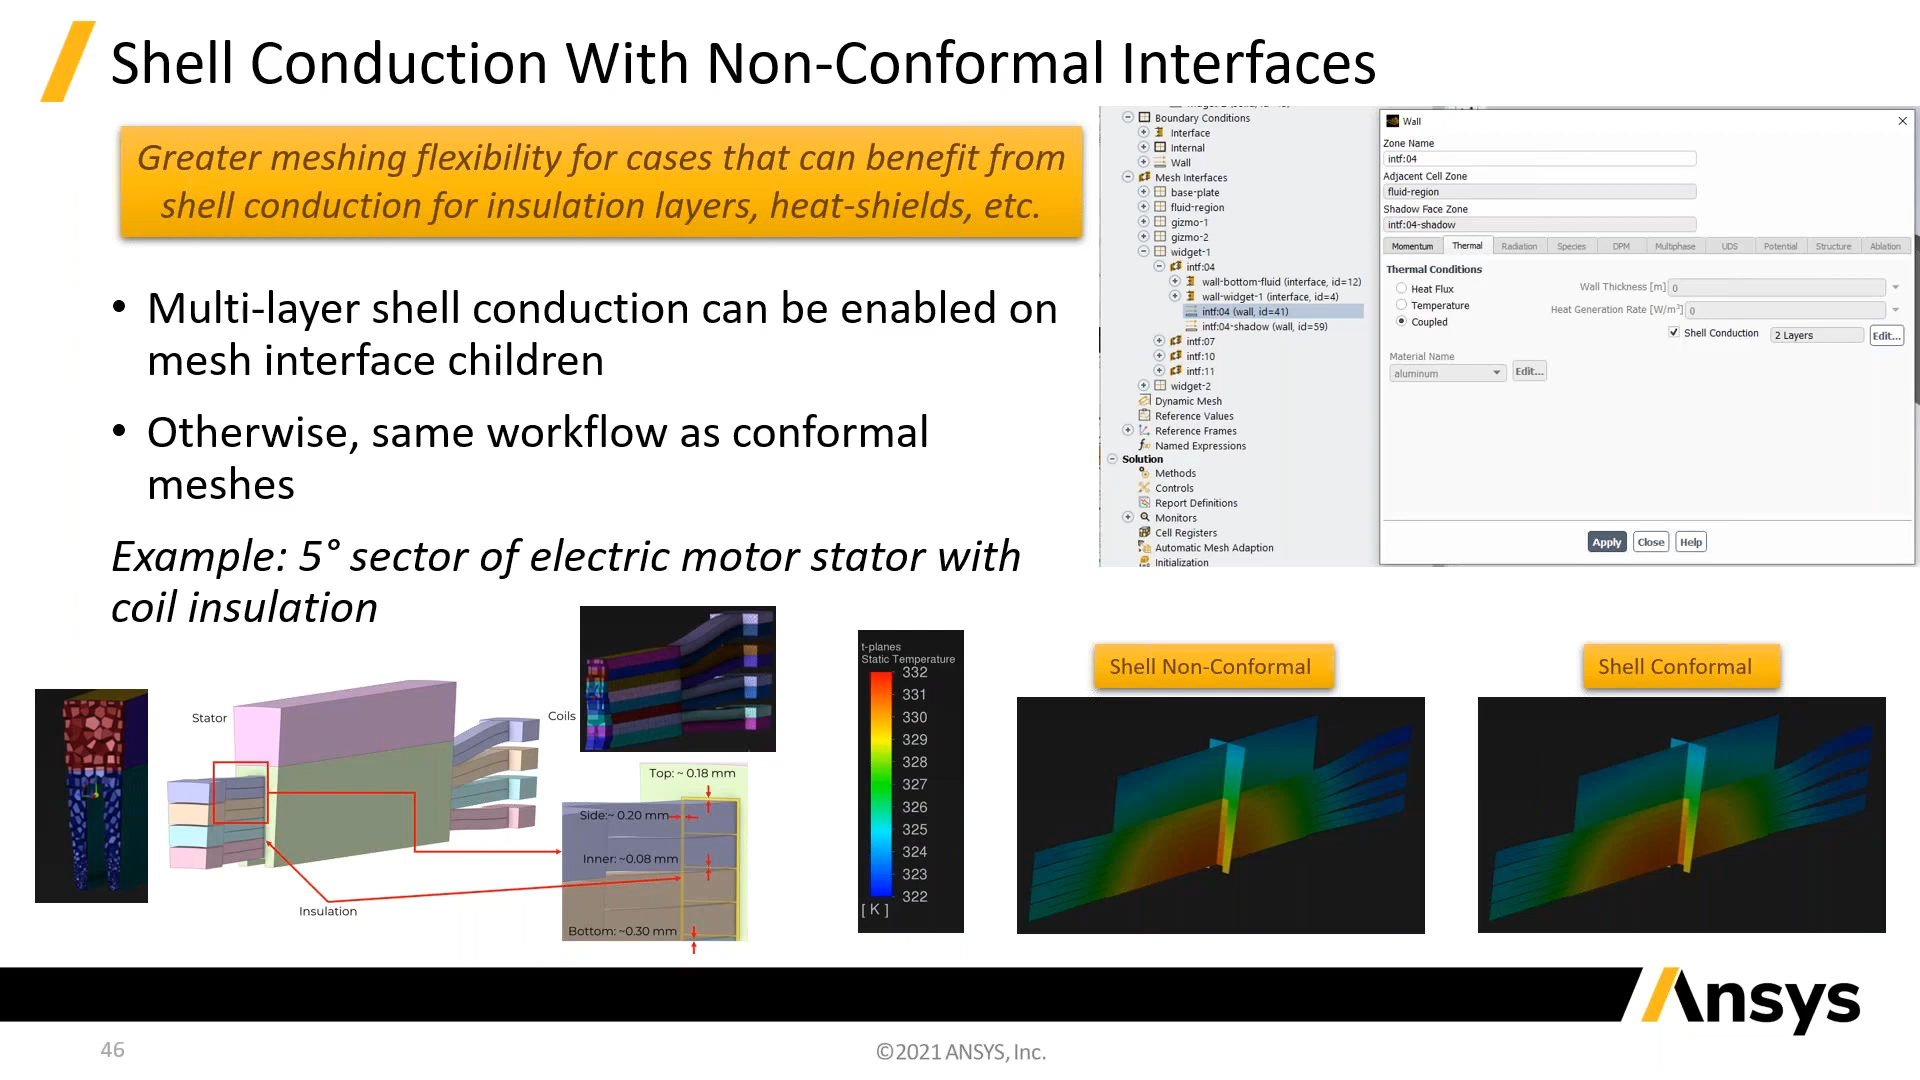 Shell Conduction With Non-Conformal Interfaces
Greater meshing flexibility for cases that can benefit from
shell conduction for insulation layers, heat-shields, etc.
• Multi-layer shell conduction can be enabled on
mesh interface children
• Otherwise, same workflow as conformal
meshes
Example: 5° sector of electric motor stator with
coil insulation
Boundary Conditions
Interface
Internal
Wall
Mesh Interfaces
base-plate
fluid-region
gizmo-1
gizmo-2
widget-1
intf:04
wall-bottom-fluid (interface, id=12)
wall-widget-1 (interface, id=4)
intf:04 (wall, id=41)
intf:04-shadow (wall, id=59)
intf:07
intf:10
intf:11
widget-2
Dynamic Mesh
Reference Values
Reference Frames
Named Expressions
Solution
Methods
Controls
Report Definitions
Monitors
Cell Registers
Automatic Mesh Adaption
Initialization
Wall
Zone Name
intf:04
Adjacent Cell Zone
fluid-region
Shadow Face Zone
intf:04-shadow
Momentum Thermal Radiation Species DPM Multiphase UDS Potential Structure Ablation
Thermal Conditions
Heat Flux
Temperature
Coupled
Wall Thickness [m] 0
Heat Generation Rate [W/m³] 0
Shell Conduction 2 Layers Edit...
Material Name
aluminum Edit...
Apply Close Help
Stator
Coils
Insulation
Top: ~ 0.18 mm
Side:~ 0.20 mm
Inner: ~0.08 mm
Bottom: ~0.30 mm
t-planes
Static Temperature
332
331
330
329
328
327
326
325
324
323
322
[ K ]
Shell Non-Conformal
Shell Conformal
Ansys
46
©2021 ANSYS, Inc.